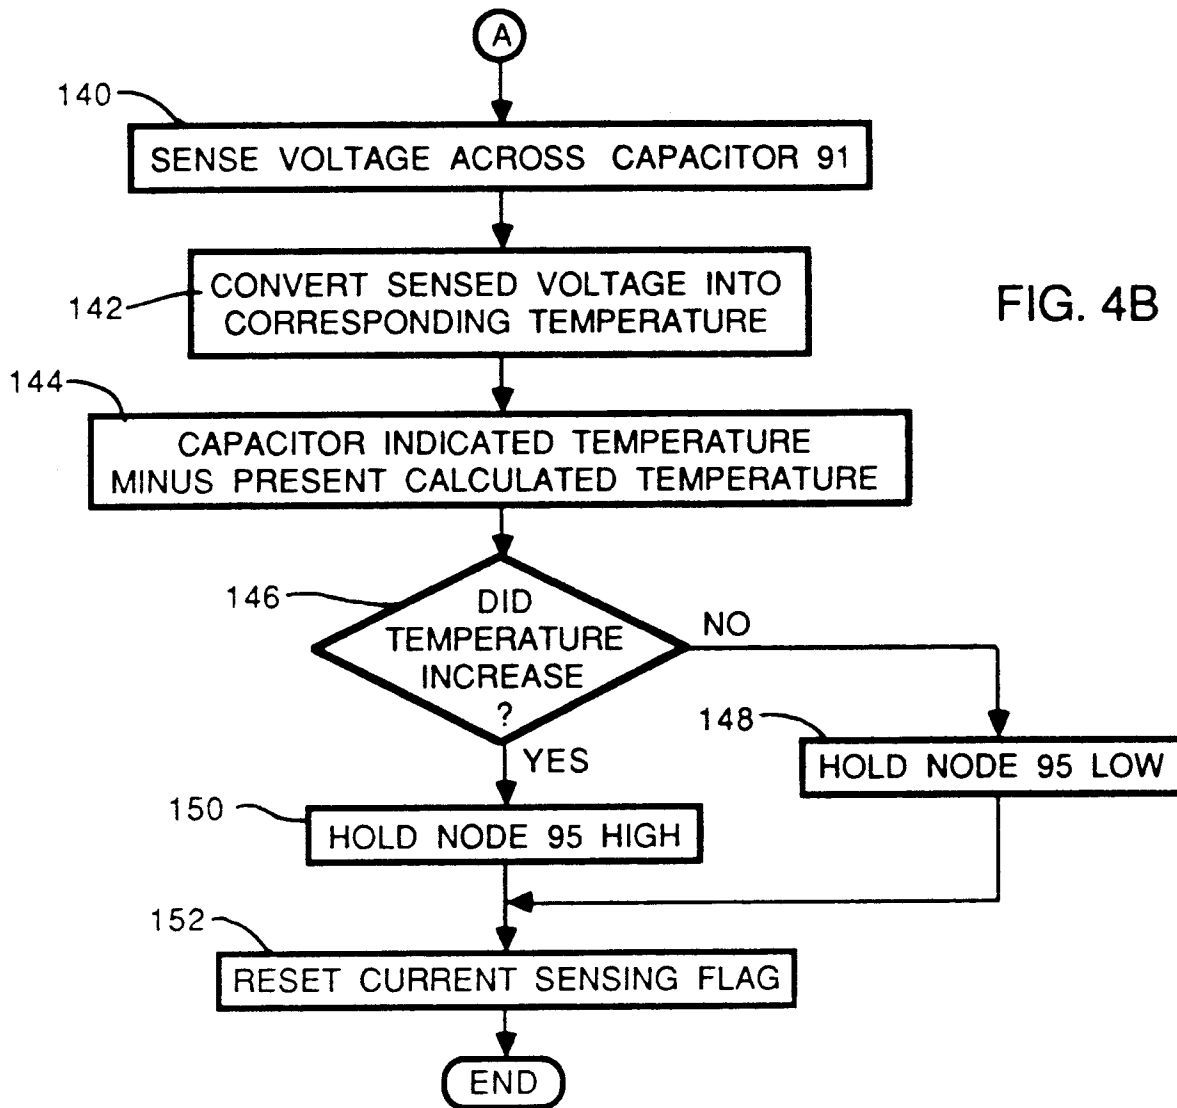 A
140
SENSE VOLTAGE ACROSS CAPACITOR 91
142
CONVERT SENSED VOLTAGE INTO
CORRESPONDING TEMPERATURE
FIG. 4B
144
CAPACITOR INDICATED TEMPERATURE
MINUS PRESENT CALCULATED TEMPERATURE
146
DID
TEMPERATURE
INCREASE
?
NO
YES
148
HOLD NODE 95 LOW
150
HOLD NODE 95 HIGH
152
RESET CURRENT SENSING FLAG
END